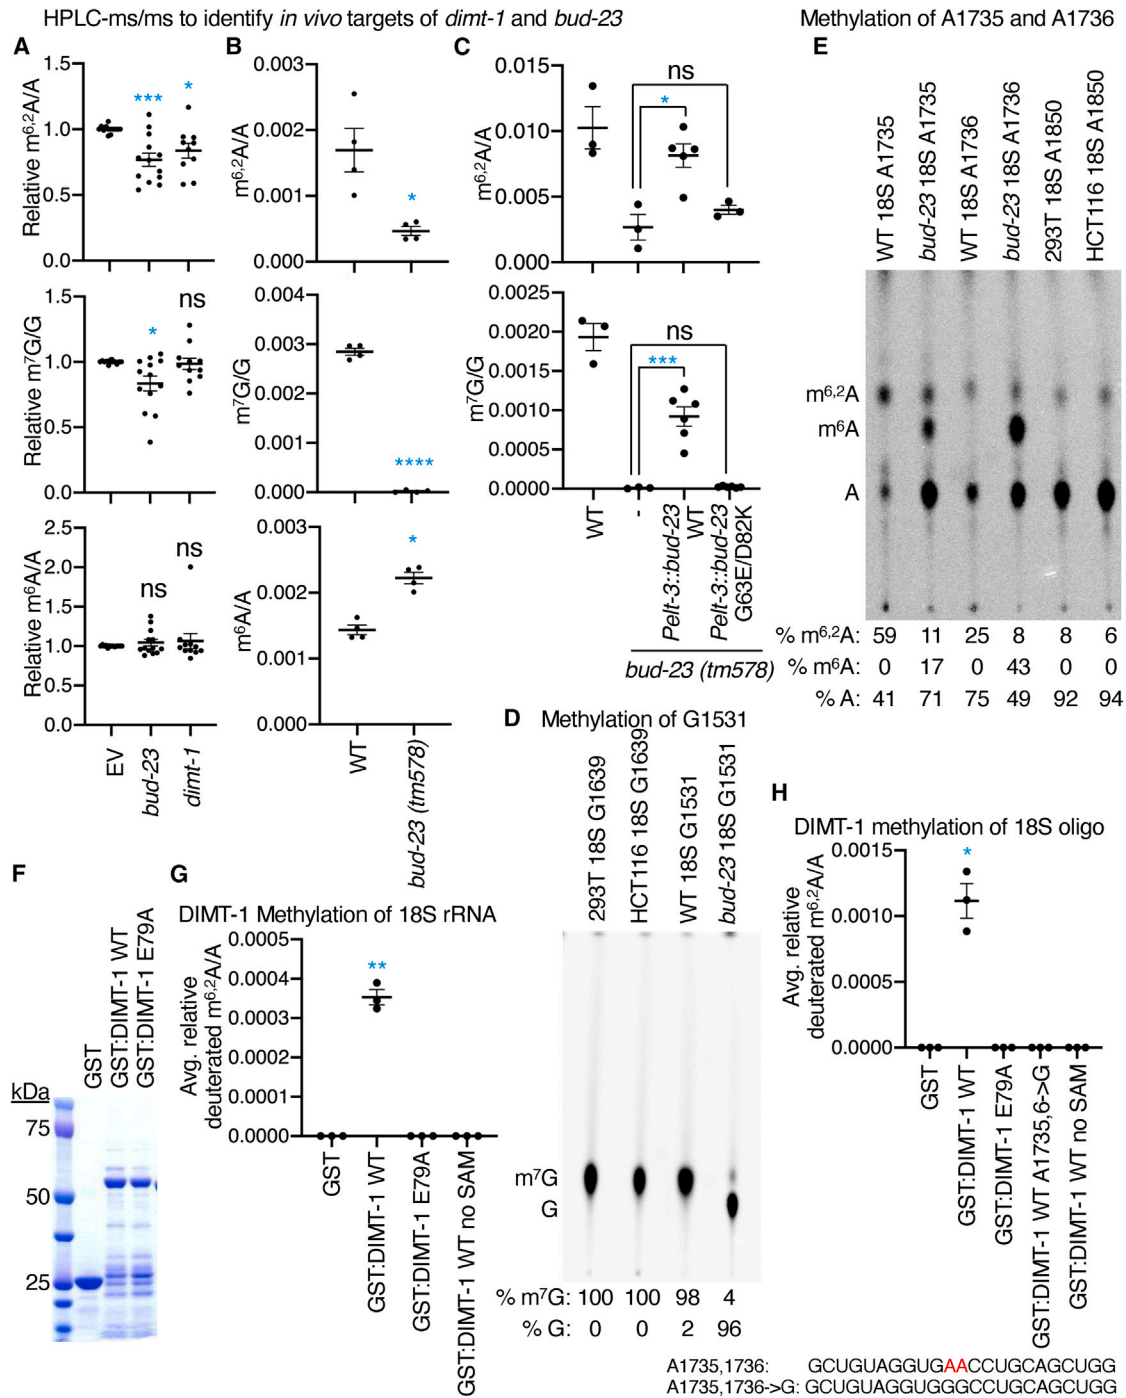 HPLC-ms/ms to identify in vivo targets of dimt-1 and bud-23
Methylation of A1735 and A1736
A
Relative m6,2A/A
1.5
1.0
0.5
0.0
***
*
Relative m7G/G
1.5
1.0
0.5
0.0
*
ns
Relative m6A/A
2.5
2.0
1.5
1.0
0.5
0.0
ns
ns
EV
bud-23
dimt-1
B
m6,2A/A
0.003
0.002
0.001
0.000
*
m7G/G
0.004
0.003
0.002
0.001
0.000
****
m6A/A
0.003
0.002
0.001
0.000
*
WT
bud-23 (tm578)
C
m6,2A/A
0.015
0.010
0.005
0.000
ns
*
m7G/G
0.0025
0.0020
0.0015
0.0010
0.0005
0.0000
ns
***
WT
-
Pelt-3::bud-23
WT
Pelt-3::bud-23
G63E/D82K
bud-23 (tm578)
E
WT 18S A1735
bud-23 18S A1735
WT 18S A1736
bud-23 18S A1736
293T 18S A1850
HCT116 18S A1850
m6,2A
m6A
A
% m6,2A: 59 11 25 8 8 6
% m6A: 0 17 0 43 0 0
% A: 41 71 75 49 92 94
D Methylation of G1531
293T 18S G1639
HCT116 18S G1639
WT 18S G1531
bud-23 18S G1531
m7G
G
% m7G: 100 100 98 4
% G: 0 0 2 96
F
kDa
75
50
25
GST
GST:DIMT-1 WT
GST:DIMT-1 E79A
G
DIMT-1 Methylation of 18S rRNA
Avg. relative
deuterated m6,2A/A
0.0005
0.0004
0.0003
0.0002
0.0001
0.0000
**
GST
GST:DIMT-1 WT
GST:DIMT-1 E79A
GST:DIMT-1 WT no SAM
H
DIMT-1 methylation of 18S oligo
Avg. relative
deuterated m6,2A/A
0.0015
0.0010
0.0005
0.0000
*
GST
GST:DIMT-1 WT
GST:DIMT-1 E79A
GST:DIMT-1 WT A1735,6->G
GST:DIMT-1 WT no SAM
A1735,1736: GCUGUAGGUGAACCUGCAGCUGG
A1735,1736->G: GCUGUAGGUGGGCCUGCAGCUGG